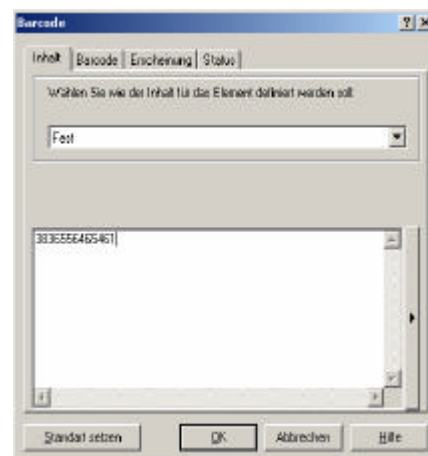 Barcode
Inhalt Barcode Erscheinung Status
Wählen Sie wie der Inhalt für das Element definiert werden soll:
Fest
3836556465461
Standart setzen OK Abbrechen Hilfe